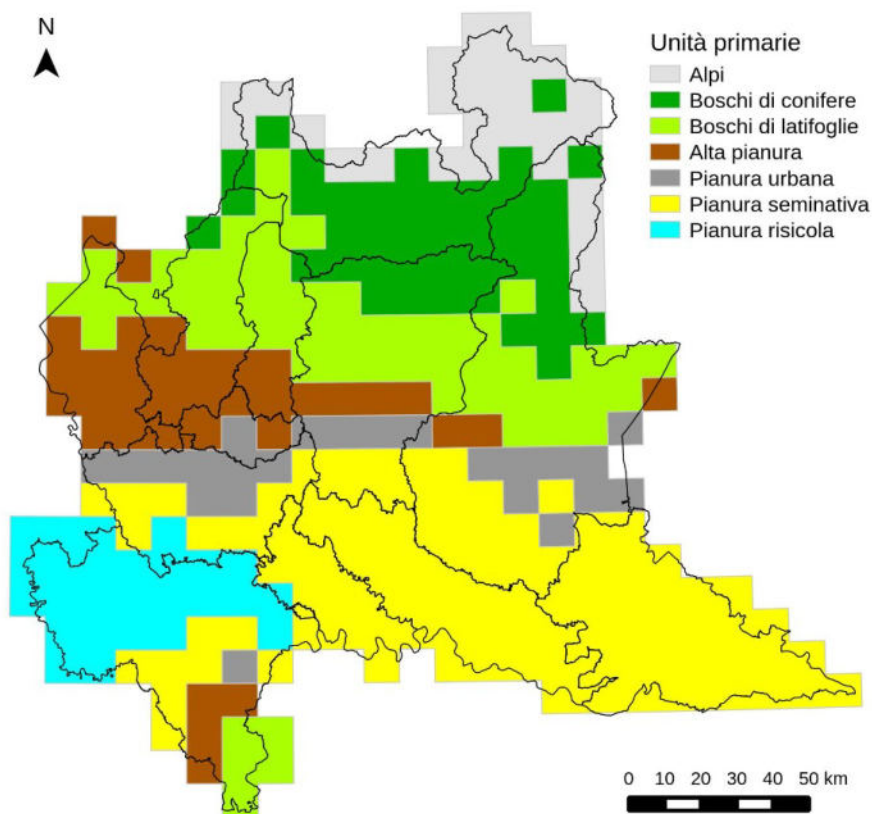 N
Unità primarie
Alpi
Boschi di conifere
Boschi di latifoglie
Alta pianura
Pianura urbana
Pianura seminativa
Pianura risicola
0 10 20 30 40 50 km